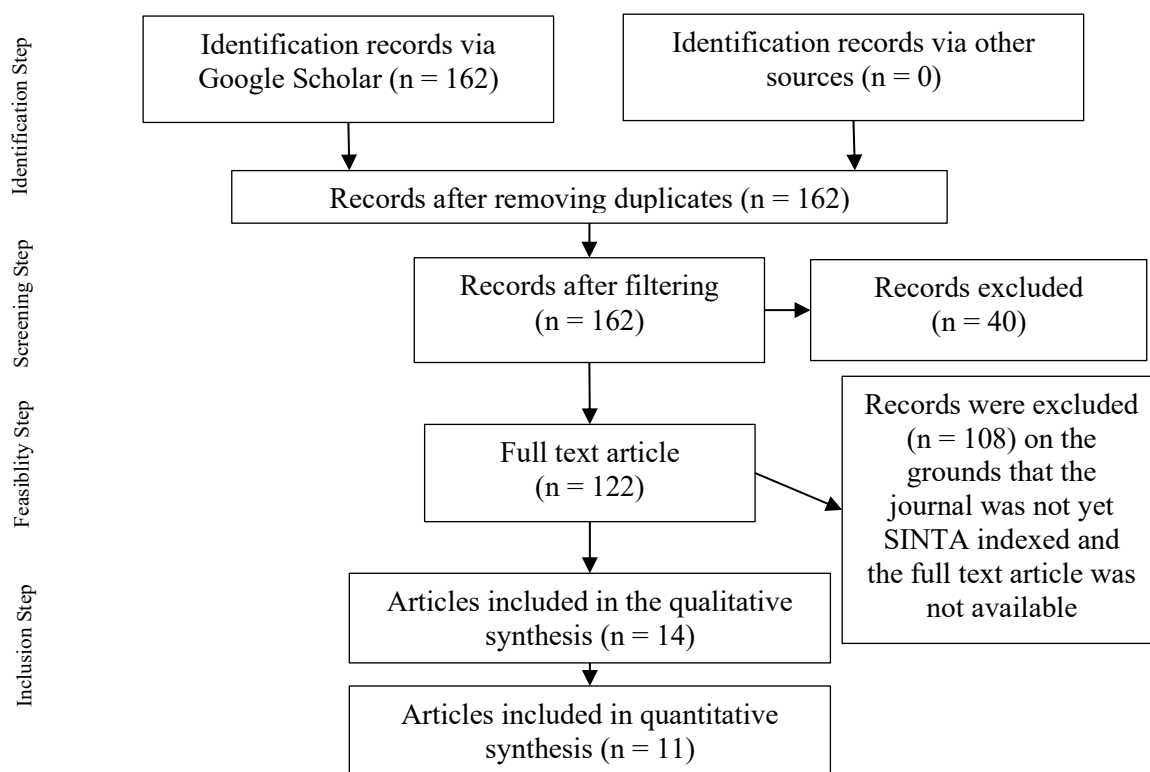 Identification Step
Identification records via
Google Scholar (n = 162)
Identification records via other
sources (n = 0)
Records after removing duplicates (n = 162)
Screening Step
Records after filtering
(n = 162)
Records excluded
(n = 40)
Feasiblity Step
Full text article
(n = 122)
Records were excluded
(n = 108) on the
grounds that the
journal was not yet
SINTA indexed and
the full text article was
not available
Inclusion Step
Articles included in the qualitative
synthesis (n = 14)
Articles included in quantitative
synthesis (n = 11)